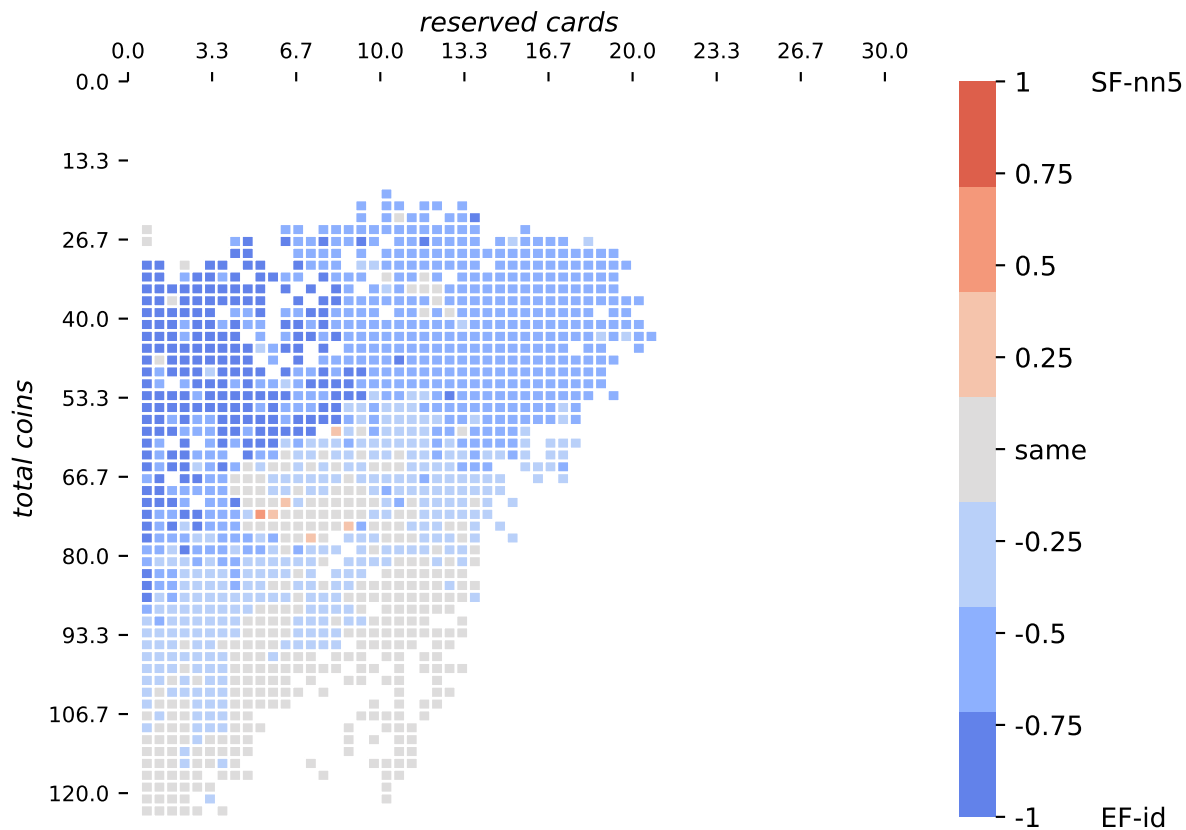 reserved cards
0.0 3.3 6.7 10.0 13.3 16.7 20.0 23.3 26.7 30.0
0.0
13.3
26.7
40.0
53.3
66.7
80.0
93.3
106.7
120.0
total coins
1 SF-nn5
0.75
0.5
0.25
same
-0.25
-0.5
-0.75
-1 EF-id